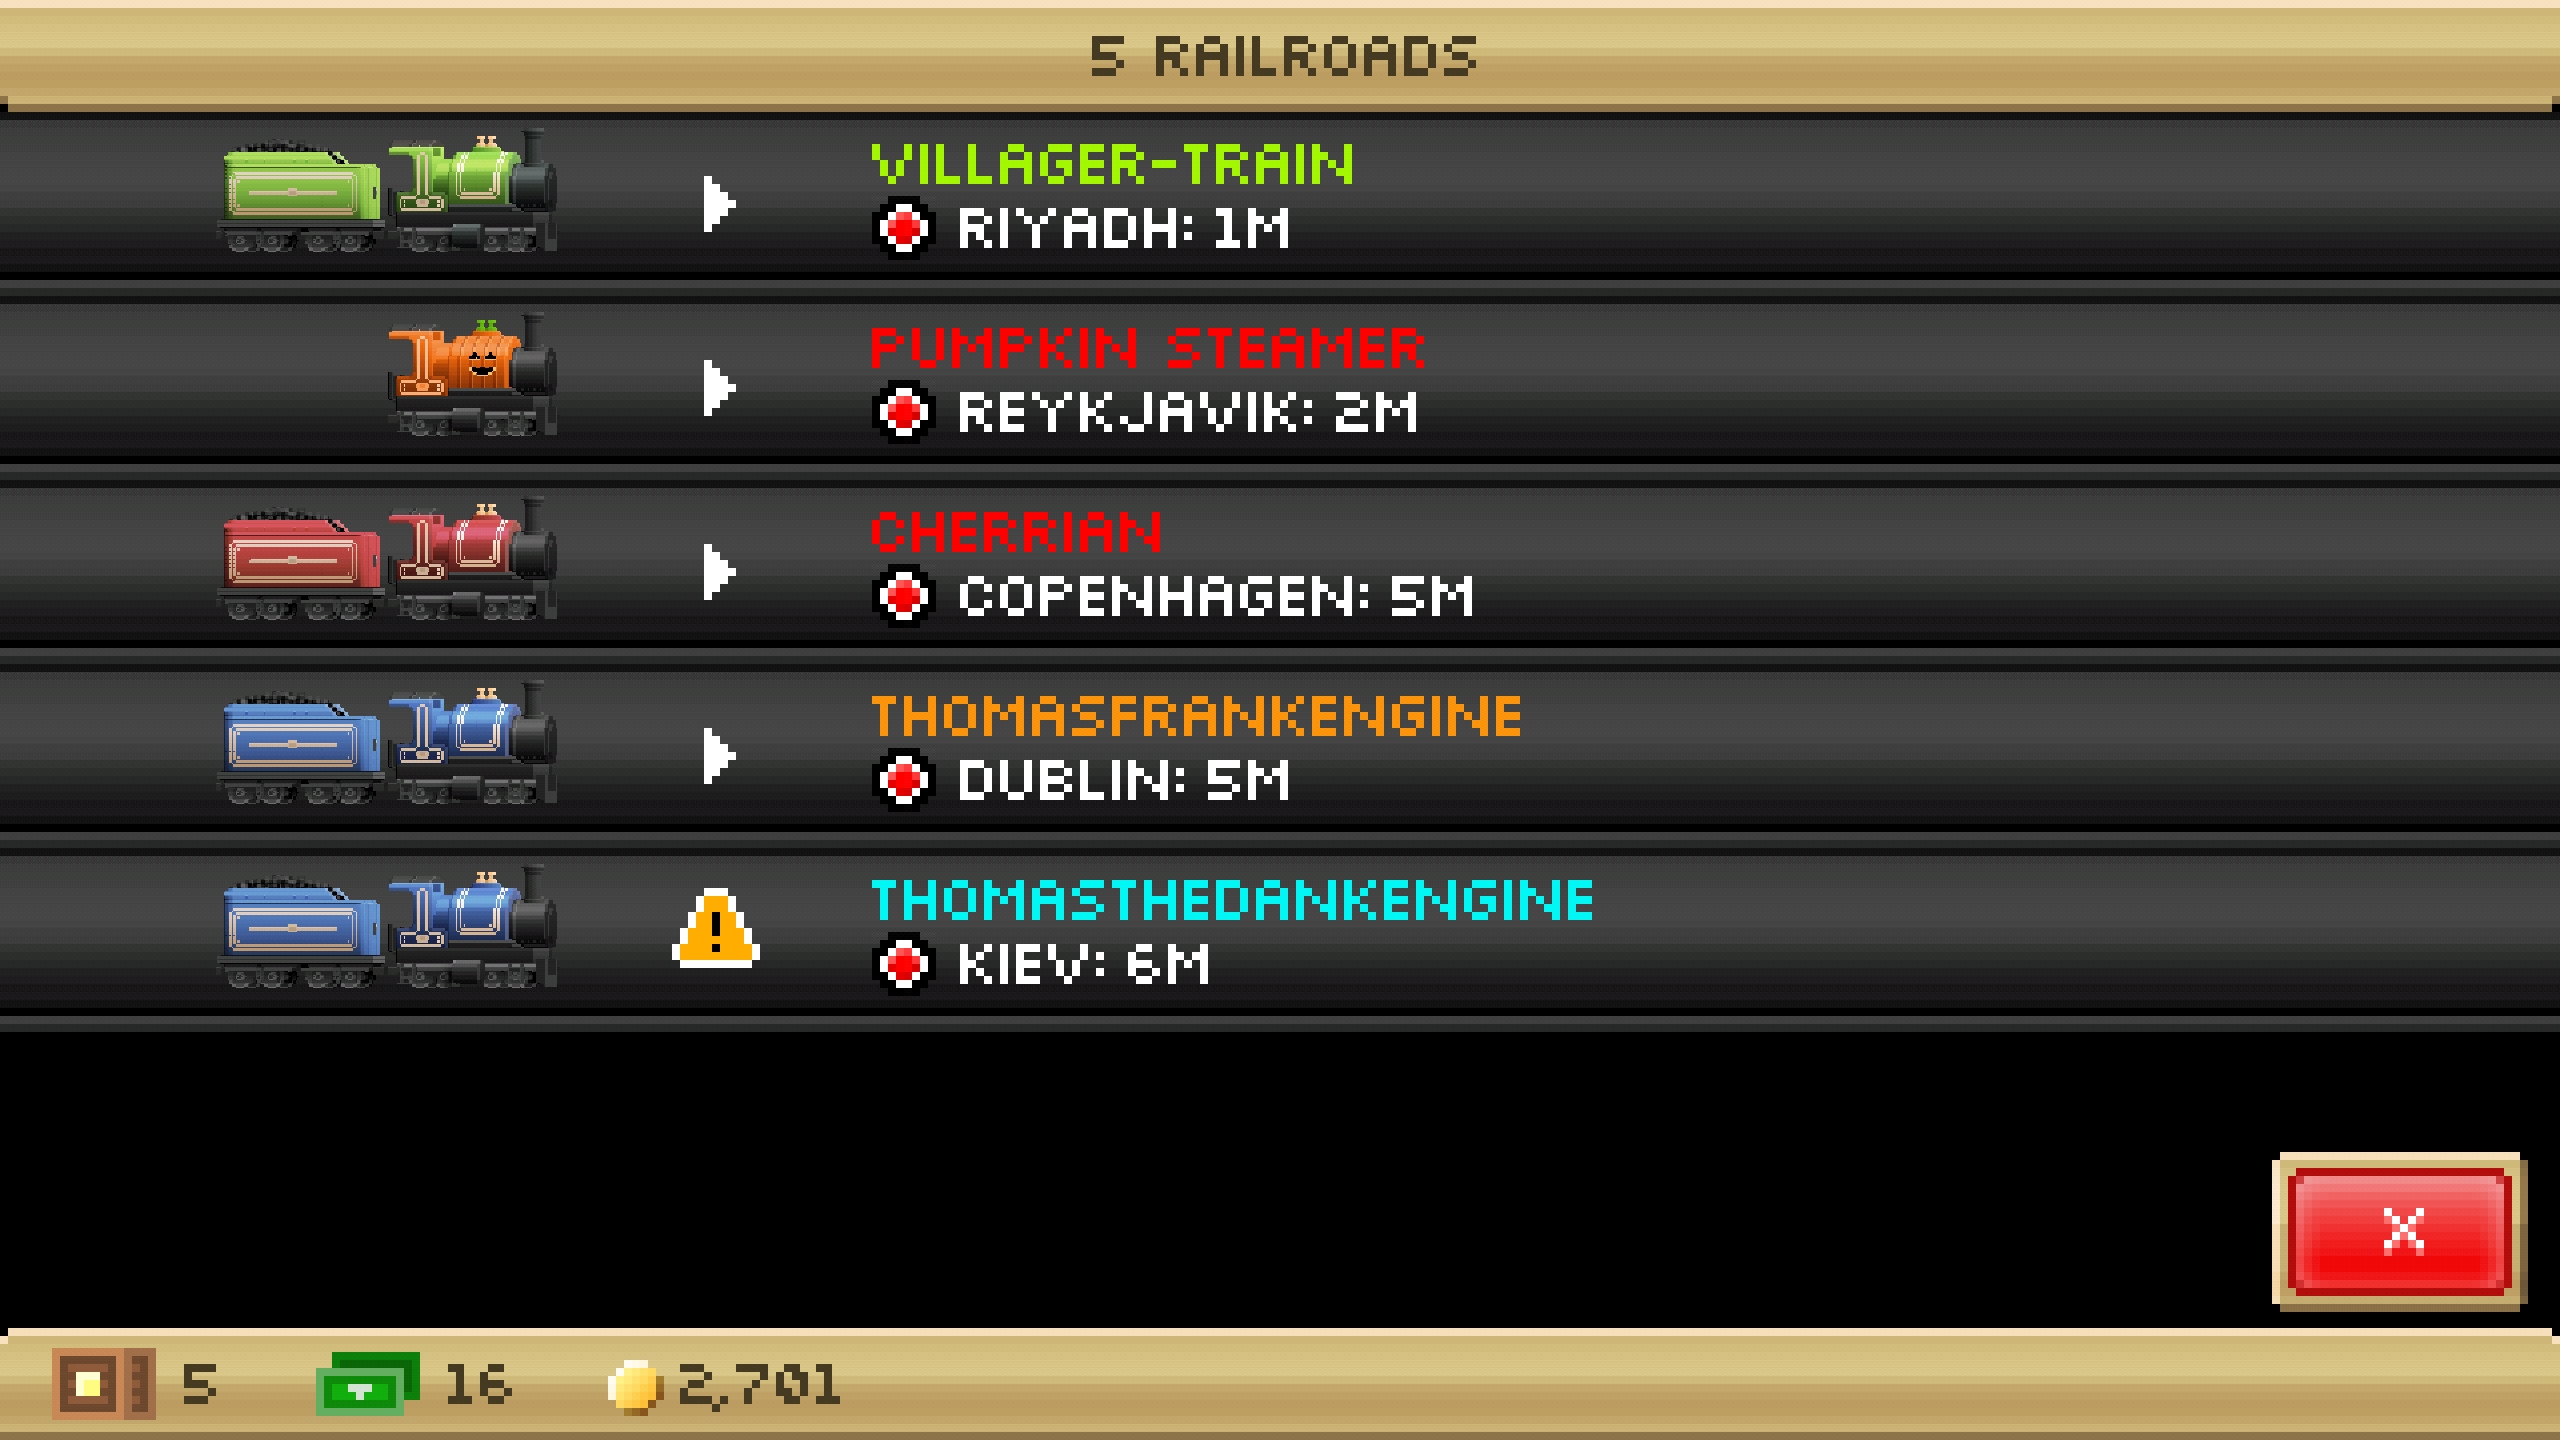 5 RAILROADS
VILLAGER-TRAIN
RIYADH: 1M
PUMPKIN STEAMER
REYKJAVIK: 2M
CHERRIAN
COPENHAGEN: 5M
THOMASFRANKENGINE
DUBLIN: 5M
!
THOMASTHEDANKENGINE
KIEV: 6M
X
5 16 2,701